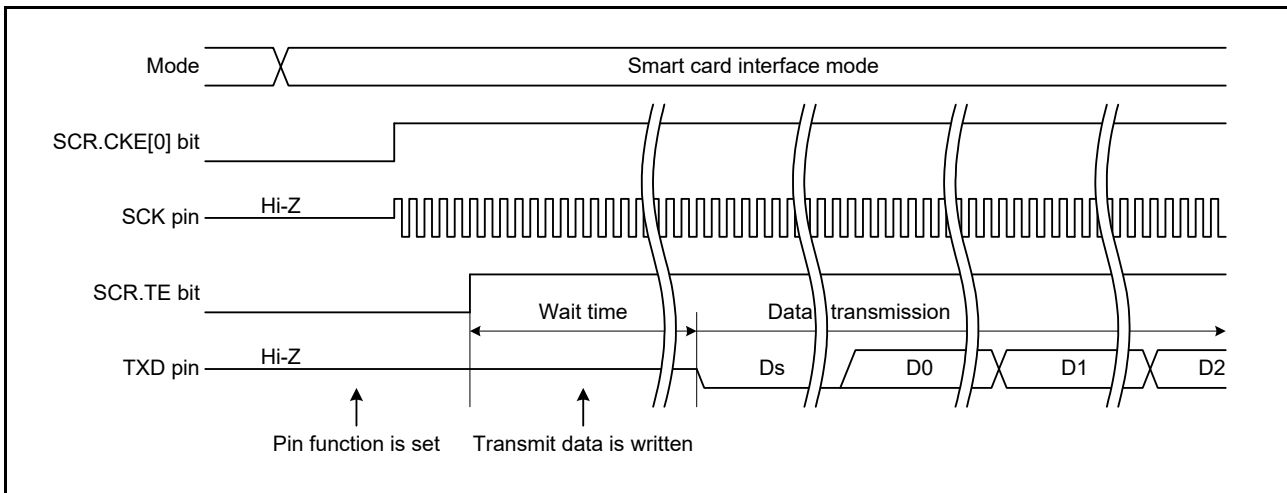 Mode
Smart card interface mode
SCR.CKE[0] bit
SCK pin
Hi-Z
SCR.TE bit
Wait time
Data transmission
TXD pin
Hi-Z
Ds
D0
D1
D2
Pin function is set
Transmit data is written